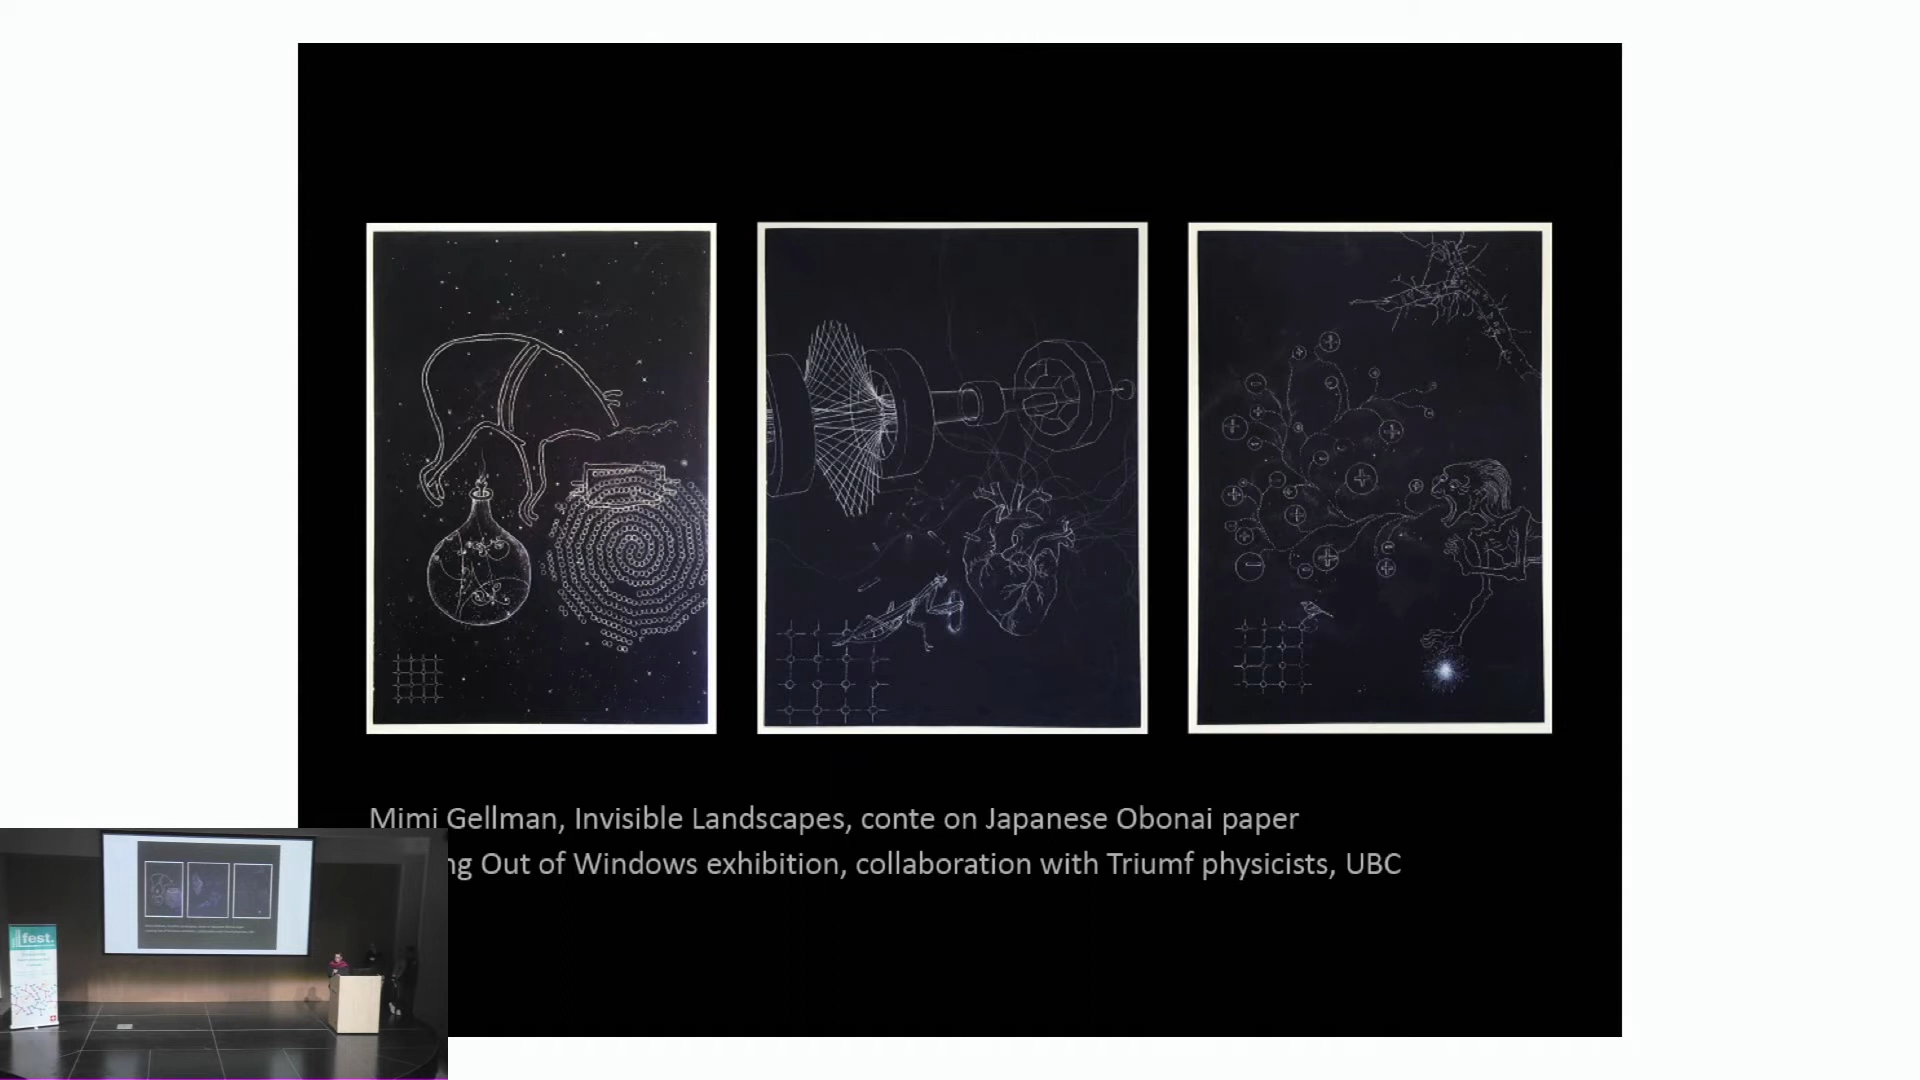 Mimi Gellman, Invisible Landscapes, conte on Japanese Obonai paper
ng Out of Windows exhibition, collaboration with Triumf physicists, UBC
fest.